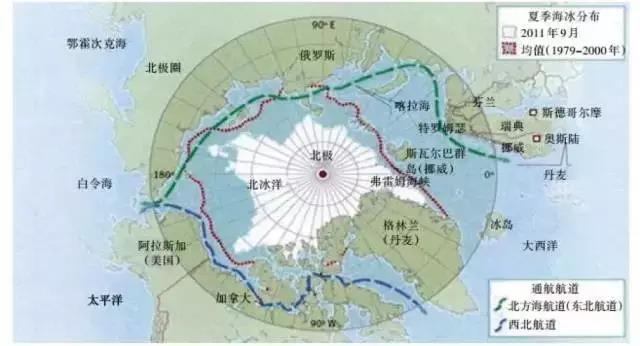 90° E
夏季海冰分布
2011年9月
均值(1979-2000年)
鄂霍次克海
俄罗斯
北极圈
喀拉海
芬兰
斯德哥尔摩
特罗姆瑟
瑞典
奥斯陆
挪威
北极
斯瓦尔巴群
岛(挪威)
丹麦
白令海
180°
北冰洋
弗雷姆海峡
0°
冰岛
格林兰
(丹麦)
大西洋
阿拉斯加
(美国)
太平洋
加拿大
90° W
通航航道
北方海航道(东北航道)
西北航道